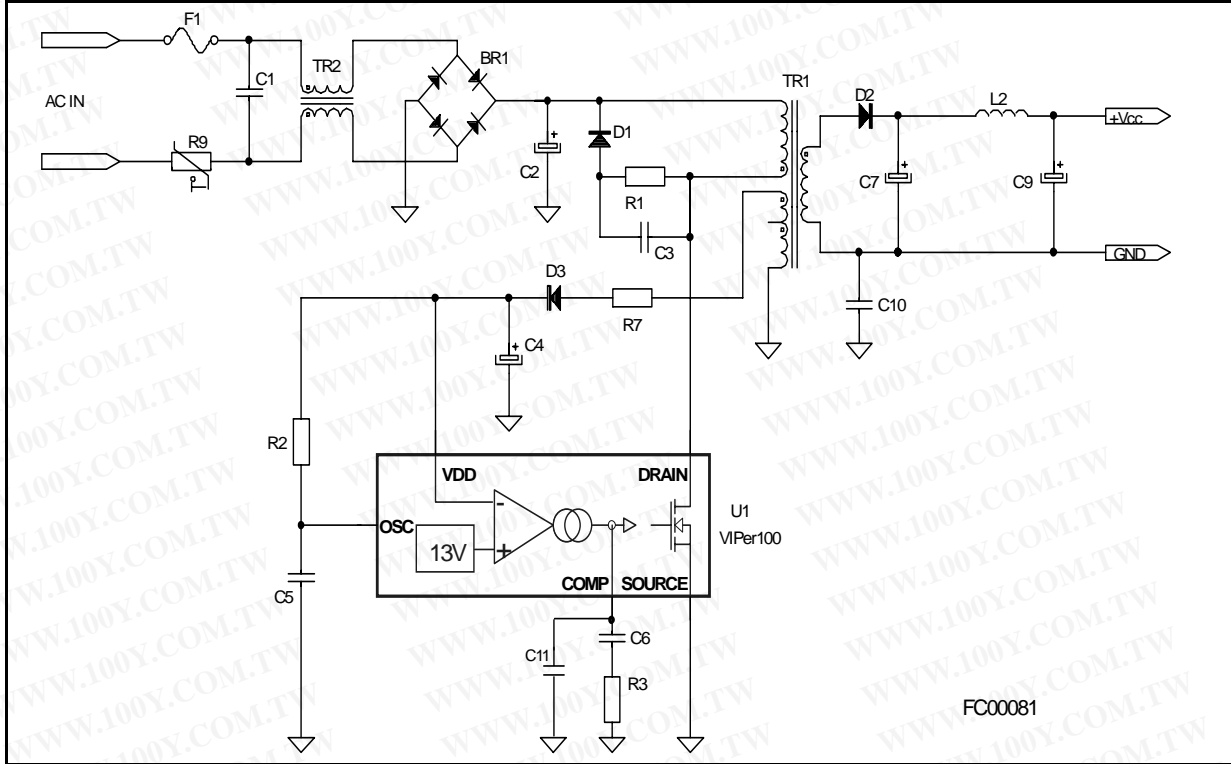 F1
TR2
BR1
TR1
C1
AC IN
R9
T°
D1
C2
R1
C3
D2
L2
+Vcc
C7
C9
GND
C10
D3
R7
C4
R2
VDD
DRAIN
OSC
13V
-
+
COMP
SOURCE
U1
VIPer100
C5
C11
C6
R3
FC00081
WWW.100Y.COM.TW